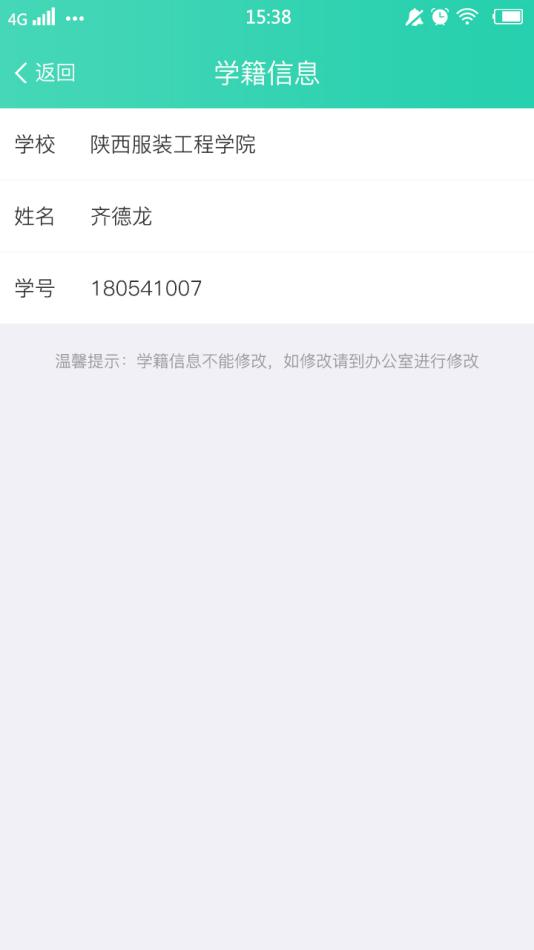 4G 15:38
返回 学籍信息
学校 陕西服装工程学院
姓名 齐德龙
学号 180541007
温馨提示：学籍信息不能修改，如修改请到办公室进行修改